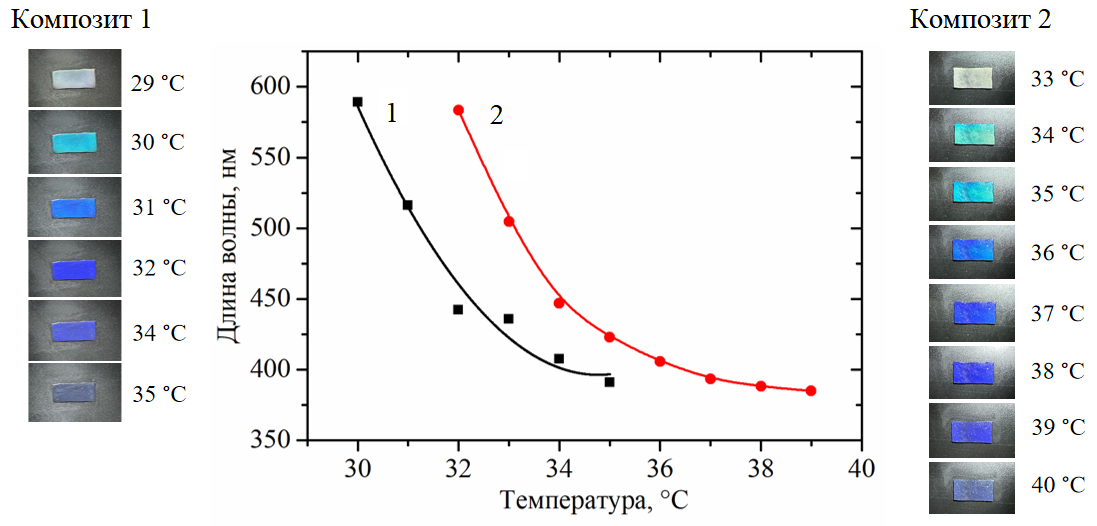 Композит 1
29 °C
30 °C
31 °C
32 °C
34 °C
35 °C
Длина волны, нм
600
550
500
450
400
350
1
2
30
32
34
36
38
40
Температура, °C
Композит 2
33 °C
34 °C
35 °C
36 °C
37 °C
38 °C
39 °C
40 °C